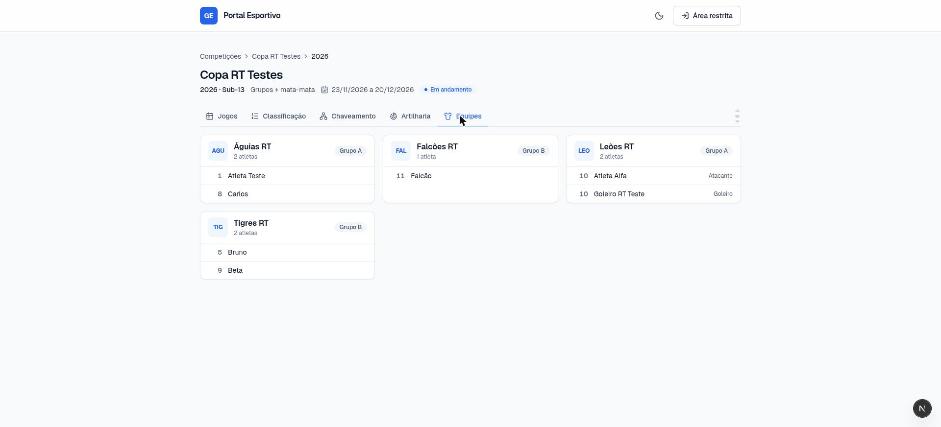 GE Portal Esportivo Área restrita
Competições > Copa RT Testes > 2026
Copa RT Testes
2026 · Sub-13 Grupos + mata-mata 23/11/2026 a 20/12/2026 Em andamento
Jogos Classificação Chaveamento Artilharia Equipes
AGU Águias RT Grupo A
2 atletas
1 Atleta Teste
8 Carlos
FAL Falcões RT Grupo B
1 atleta
11 Falcão
LEO Leões RT Grupo A
2 atletas
10 Atleta Alfa Atacante
10 Goleiro RT Teste Goleiro
TIG Tigres RT Grupo B
2 atletas
5 Bruno
9 Beta
N